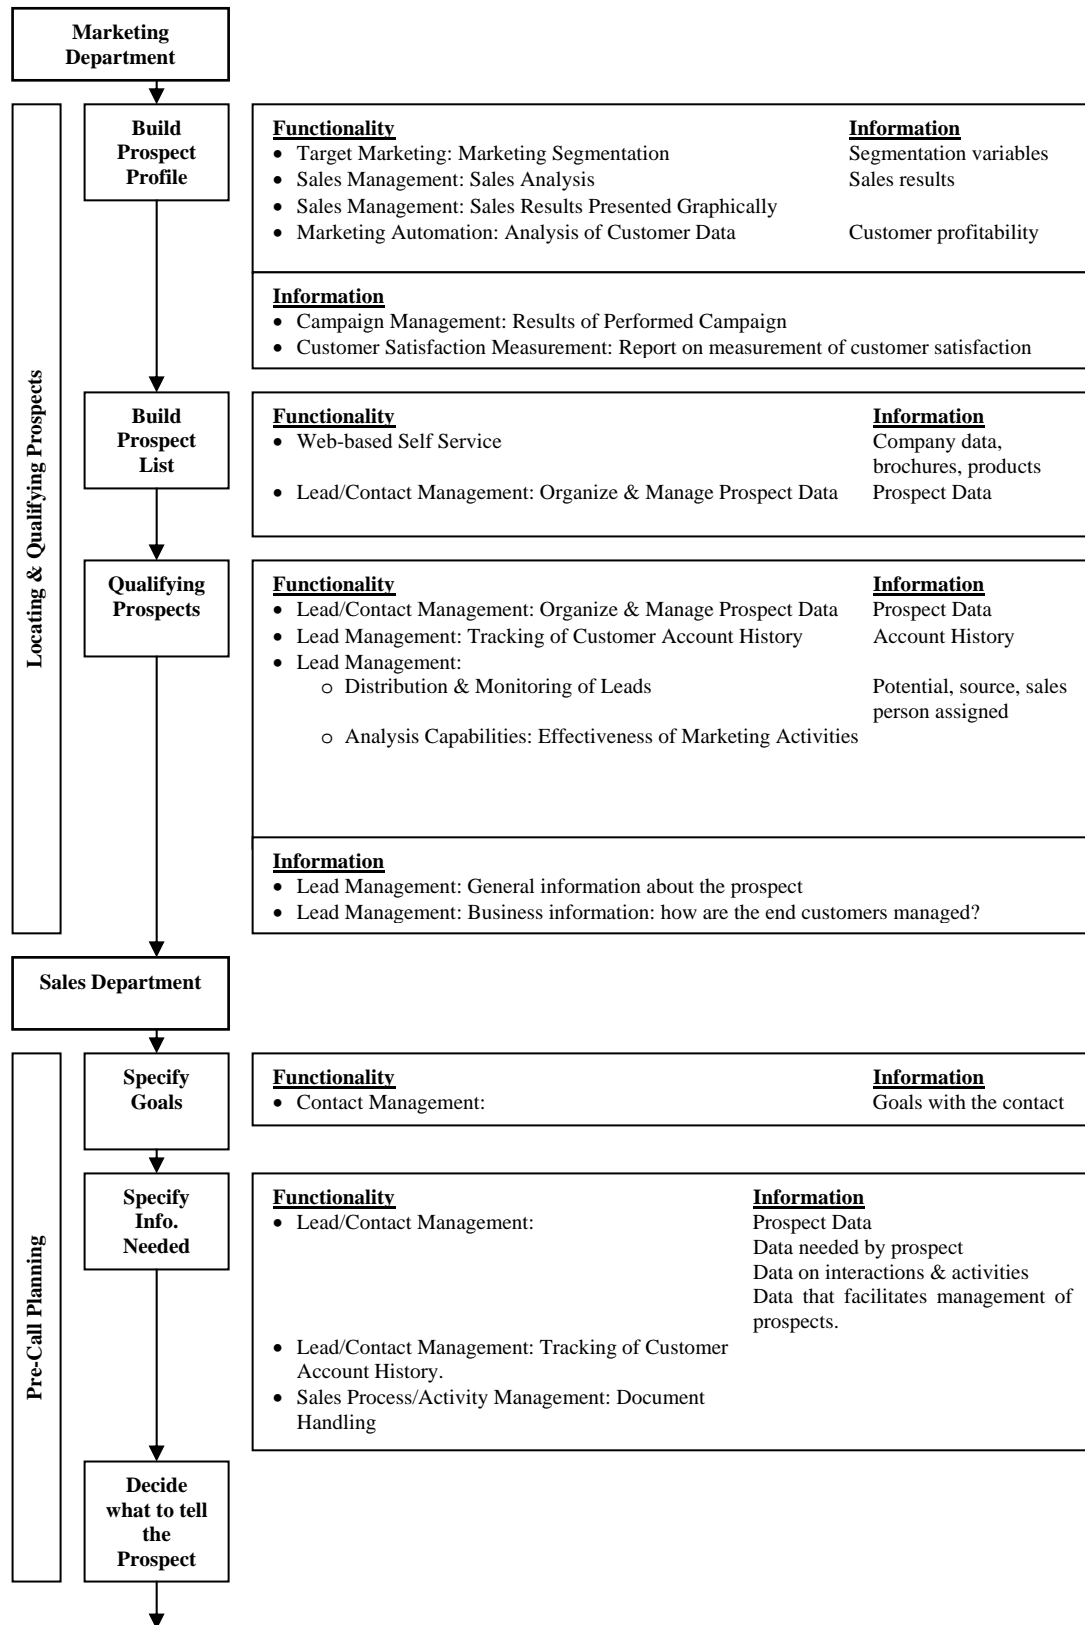 Marketing
Department
Locating & Qualifying Prospects
Build
Prospect
Profile
Functionality Information
• Target Marketing: Marketing Segmentation Segmentation variables
• Sales Management: Sales Analysis Sales results
• Sales Management: Sales Results Presented Graphically
• Marketing Automation: Analysis of Customer Data Customer profitability
Information
• Campaign Management: Results of Performed Campaign
• Customer Satisfaction Measurement: Report on measurement of customer satisfaction
Build
Prospect
List
Functionality Information
• Web-based Self Service Company data,
brochures, products
• Lead/Contact Management: Organize & Manage Prospect Data Prospect Data
Qualifying
Prospects
Functionality Information
• Lead/Contact Management: Organize & Manage Prospect Data Prospect Data
• Lead Management: Tracking of Customer Account History Account History
• Lead Management:
o Distribution & Monitoring of Leads Potential, source, sales
person assigned
o Analysis Capabilities: Effectiveness of Marketing Activities
Information
• Lead Management: General information about the prospect
• Lead Management: Business information: how are the end customers managed?
Sales Department
Pre-Call Planning
Specify
Goals
Functionality Information
• Contact Management: Goals with the contact
Specify
Info.
Needed
Functionality Information
• Lead/Contact Management: Prospect Data
Data needed by prospect
Data on interactions & activities
Data that facilitates management of
prospects.
• Lead/Contact Management: Tracking of Customer
Account History.
• Sales Process/Activity Management: Document
Handling
Decide
what to tell
the
Prospect